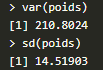 > var(poids)
[1] 210.8024
> sd(poids)
[1] 14.51903